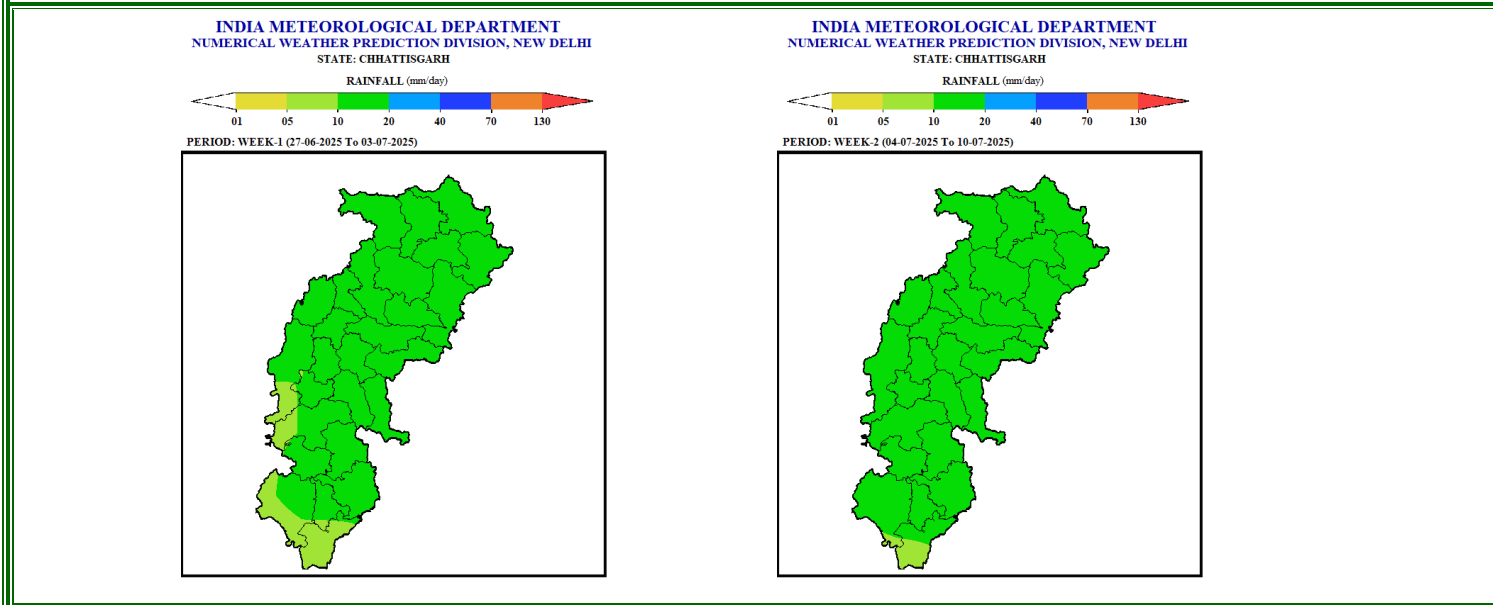 INDIA METEOROLOGICAL DEPARTMENT
NUMERICAL WEATHER PREDICTION DIVISION, NEW DELHI
STATE: CHHATTISGARH
RAINFALL (mm/day)
01 05 10 20 40 70 130
PERIOD: WEEK-1 (27-06-2025 To 03-07-2025)
INDIA METEOROLOGICAL DEPARTMENT
NUMERICAL WEATHER PREDICTION DIVISION, NEW DELHI
STATE: CHHATTISGARH
RAINFALL (mm/day)
01 05 10 20 40 70 130
PERIOD: WEEK-2 (04-07-2025 To 10-07-2025)